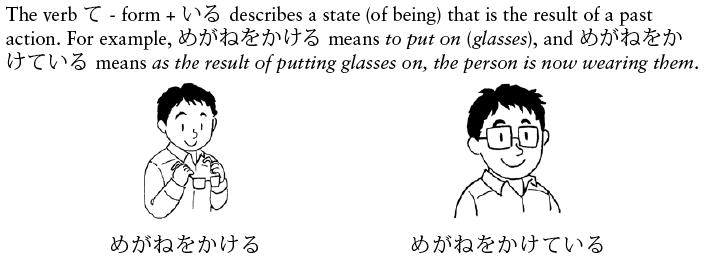 The verb て - form + いる describes a state (of being) that is the result of a past
action. For example, めがねをかける means to put on (glasses), and めがねをか
けている means as the result of putting glasses on, the person is now wearing them.
めがねをかける
めがねをかけている